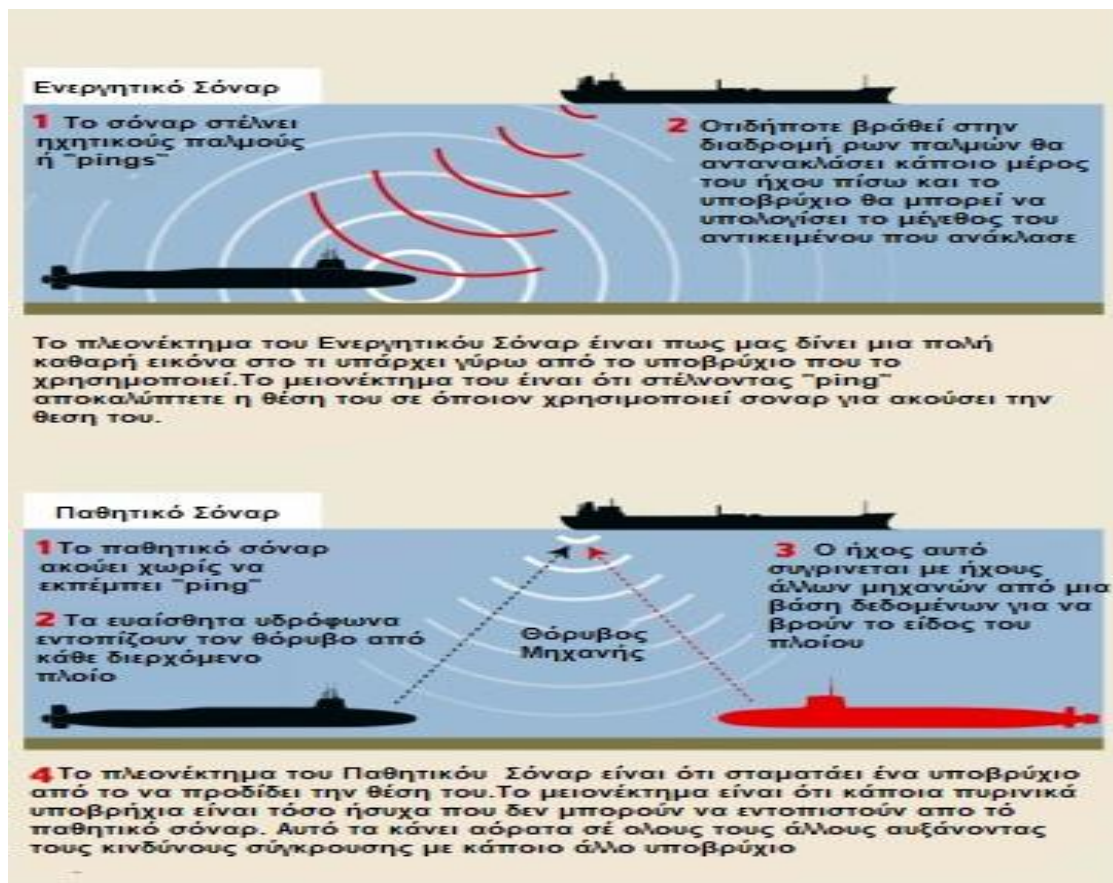 Ενεργητικό Σόναρ
1 Το σόναρ στέλνει
ηχητικούς παλμούς
ή "pings"
2 Οτιδήποτε βράθεί στην
διαδρομή ρων παλμών θα
αντανακλάσει κάποιο μέρος
του ήχου πίσω και το
υποβρύχιο θα μπορεί να
υπολογίσει το μέγεθος του
αντικειμένου που ανάκλασε
Το πλεονέκτημα του Ενεργητικόυ Σόναρ έιναι πως μας δίνει μια πολή
καθαρή εικόνα στο τι υπάρχει γύρω από το υποβρύχιο που το
χρησημοποιεί.Το μειονέκτημα του έιναι ότι στέλνοντας "ping"
αποκαλύπτετε η θέση του σε όποιον χρησιμοποιεί σοναρ για ακούσει την
θεση του.
Παθητικό Σόναρ
1 Το παθητικό σόναρ
ακούει χωρίς να
εκπέμπει "ping"
2 Τα ευαίσθητα υδρόφωνα
εντοπίζουν τον θόρυβο από
κάθε διερχόμενο
πλοίο
Θόρυβος
Μηχανής
3 Ο ήχος αυτό
συγρινεται με ήχους
άλλων μηχανών από μια
βάση δεδομένων για να
βρούν το είδος του
πλοίου
4 Το πλεονέκτημα του Παθητικόυ Σόναρ είναι ότι σταματάει ένα υποβρύχιο
από το να προδίδει την θέση του.Το μειονέκτημα είναι ότι κάποια πυρινικά
υποβρήχια είναι τόσο ήσυχα που δεν μπορούν να εντοπιστούν απο τό
παθητικό σόναρ. Αυτό τα κάνει αόρατα σέ ολους τους άλλους αυξάνοντας
τους κινδύνους σύγκρουσης με κάποιο άλλο υποβρύχιο